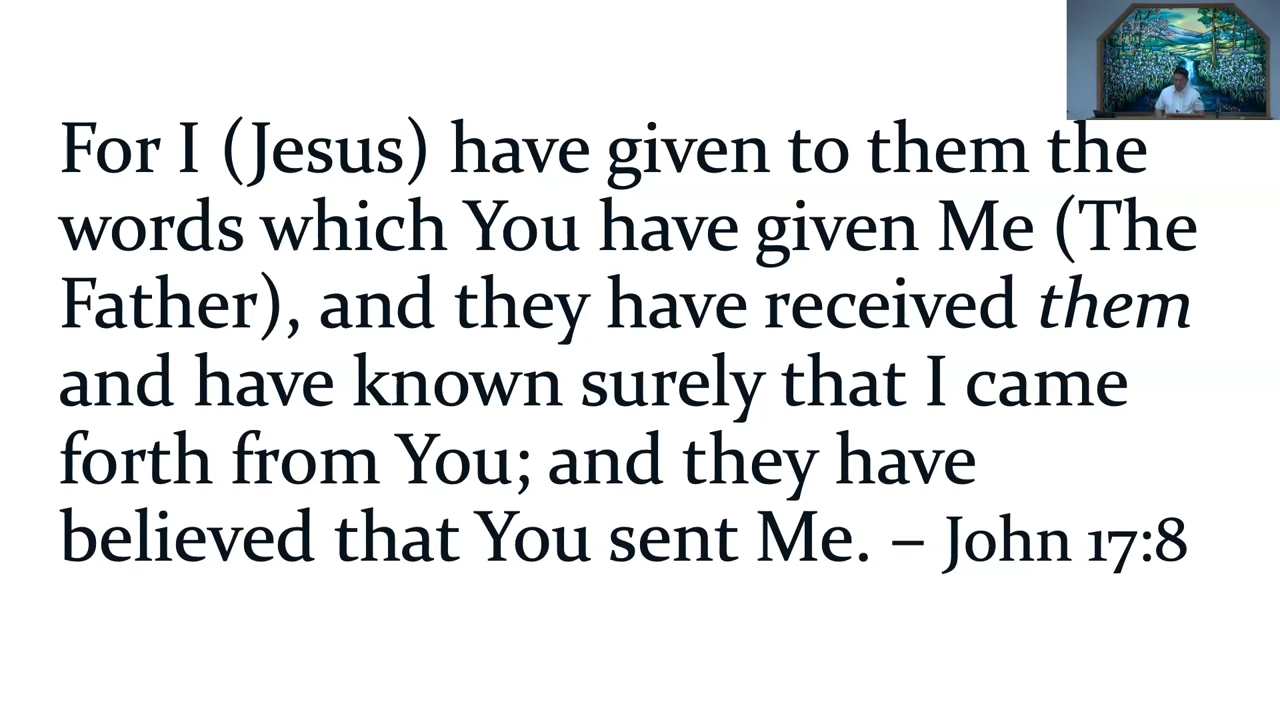 For I (Jesus) have given to them the
words which You have given Me (The
Father), and they have received them
and have known surely that I came
forth from You; and they have
believed that You sent Me. – John 17:8